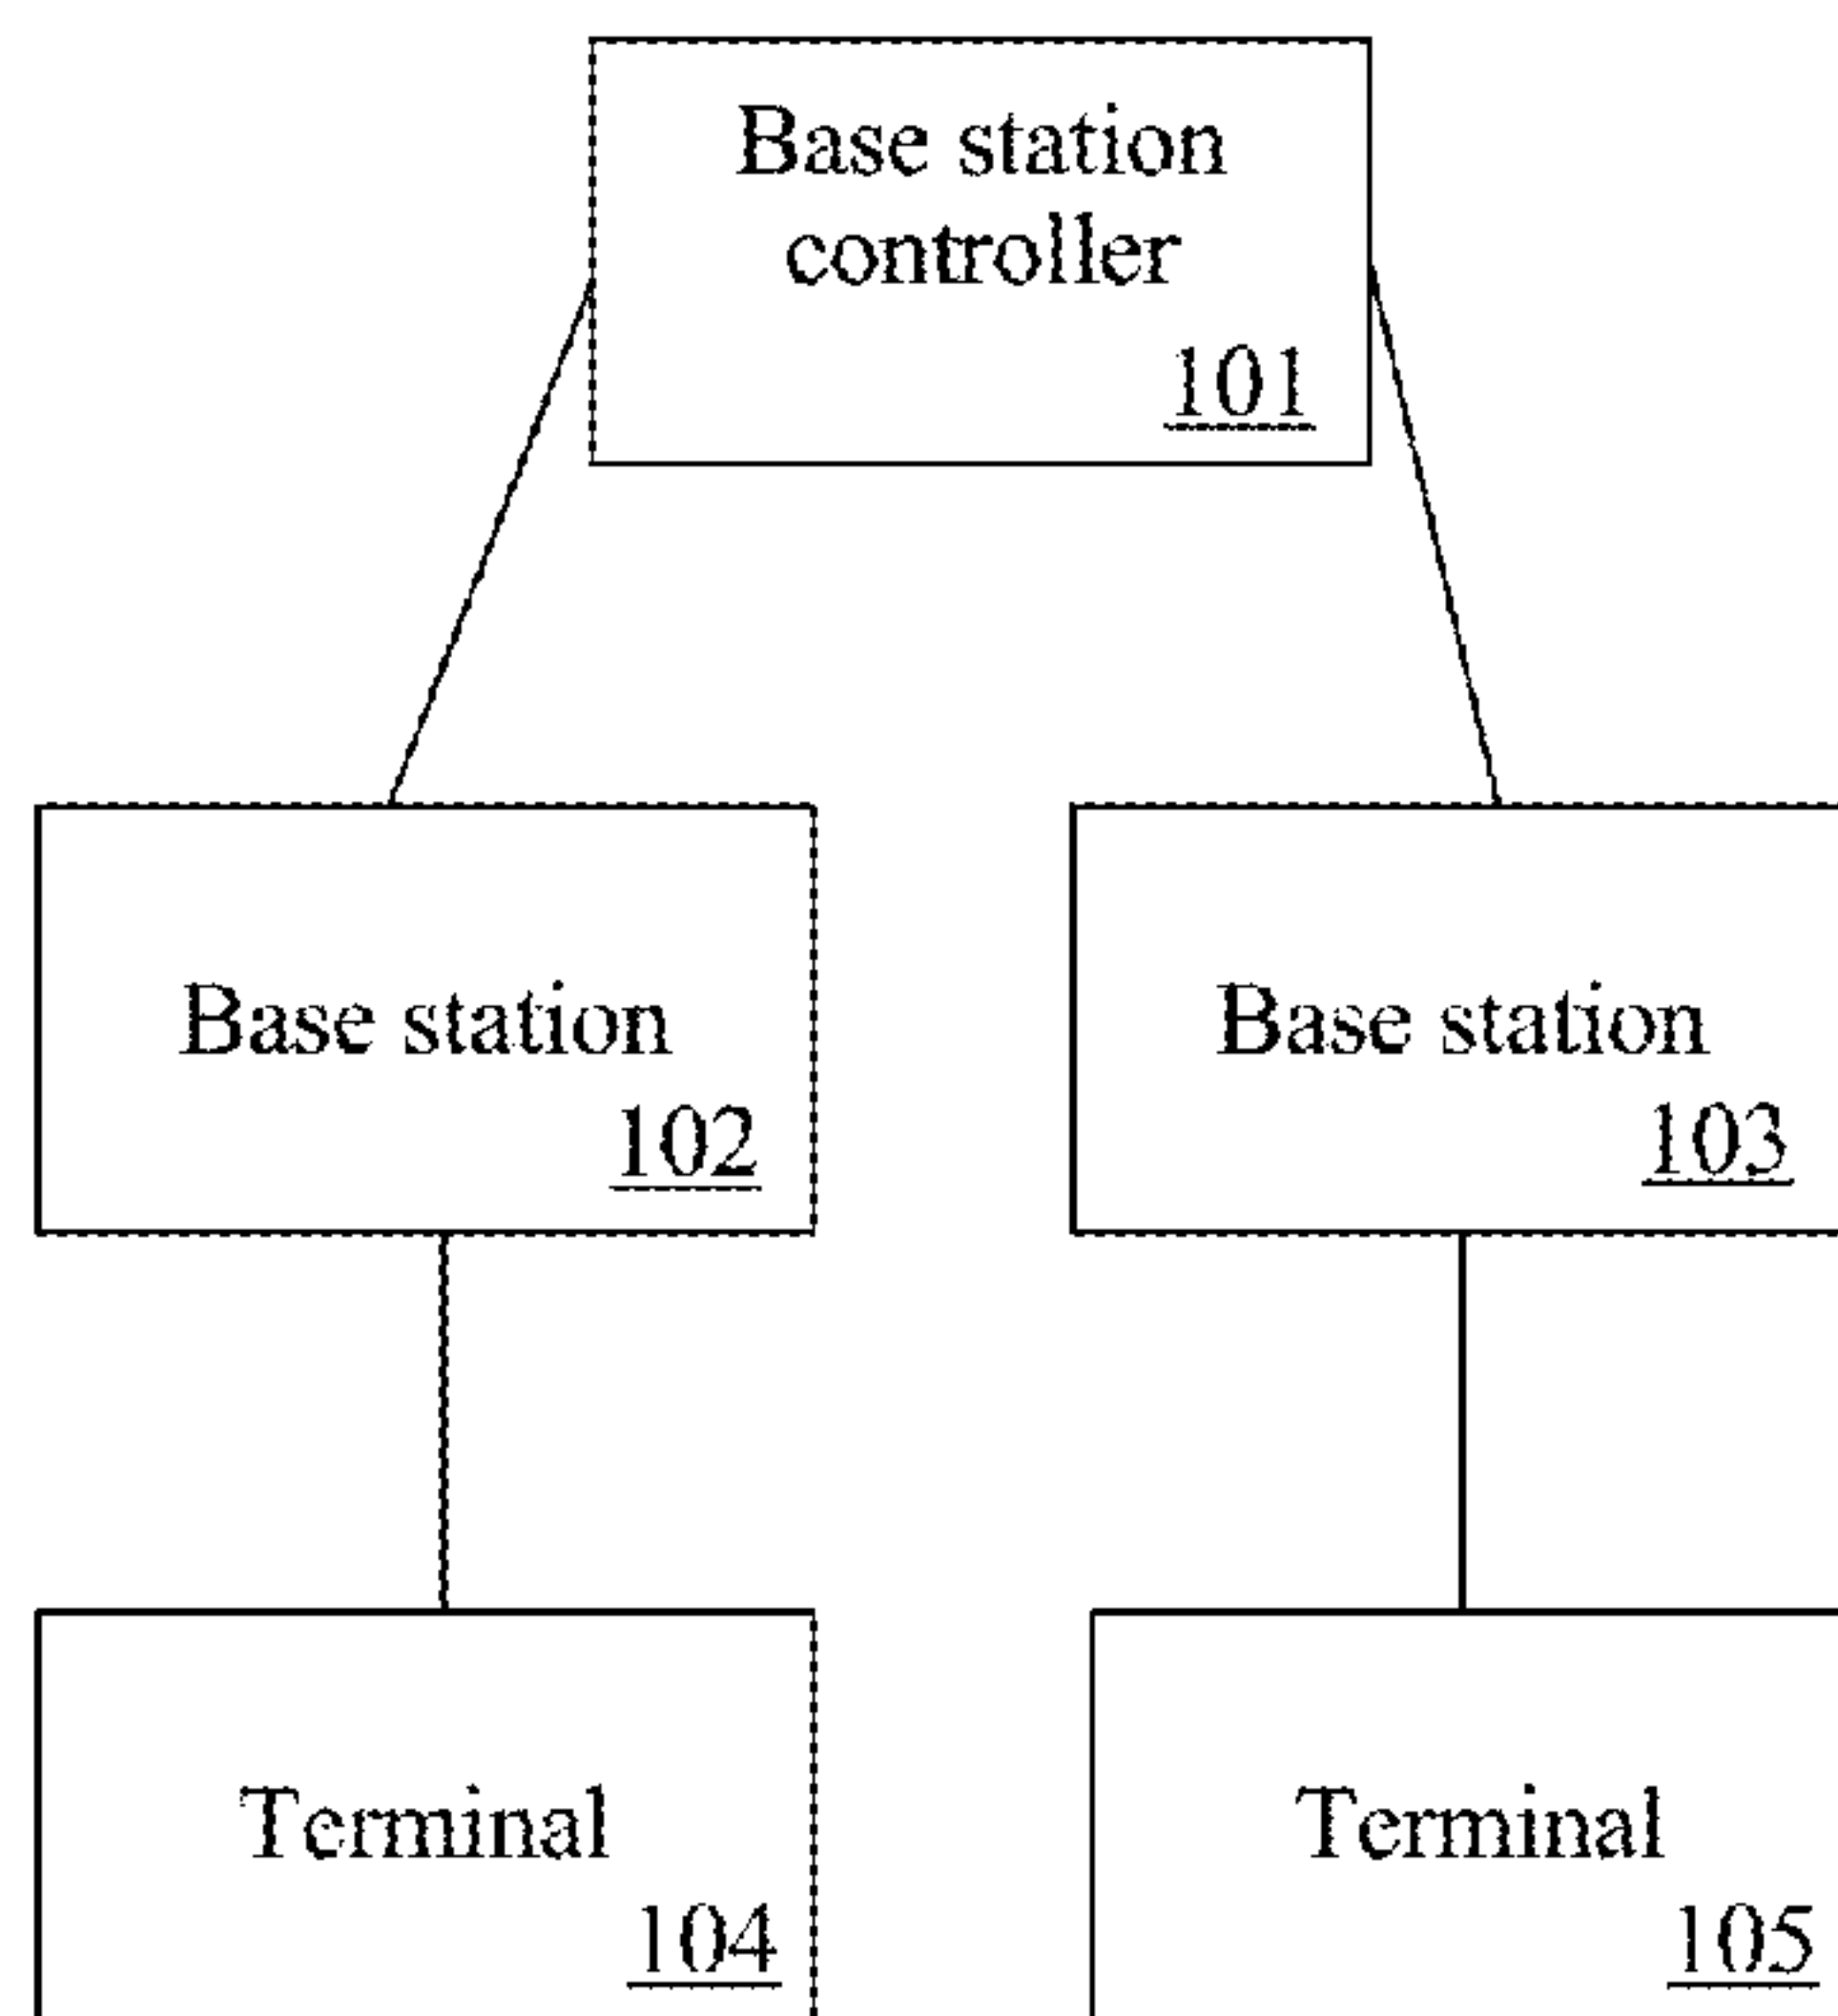 Base station
controller
101
Base station
102
Base station
103
Terminal
104
Terminal
105